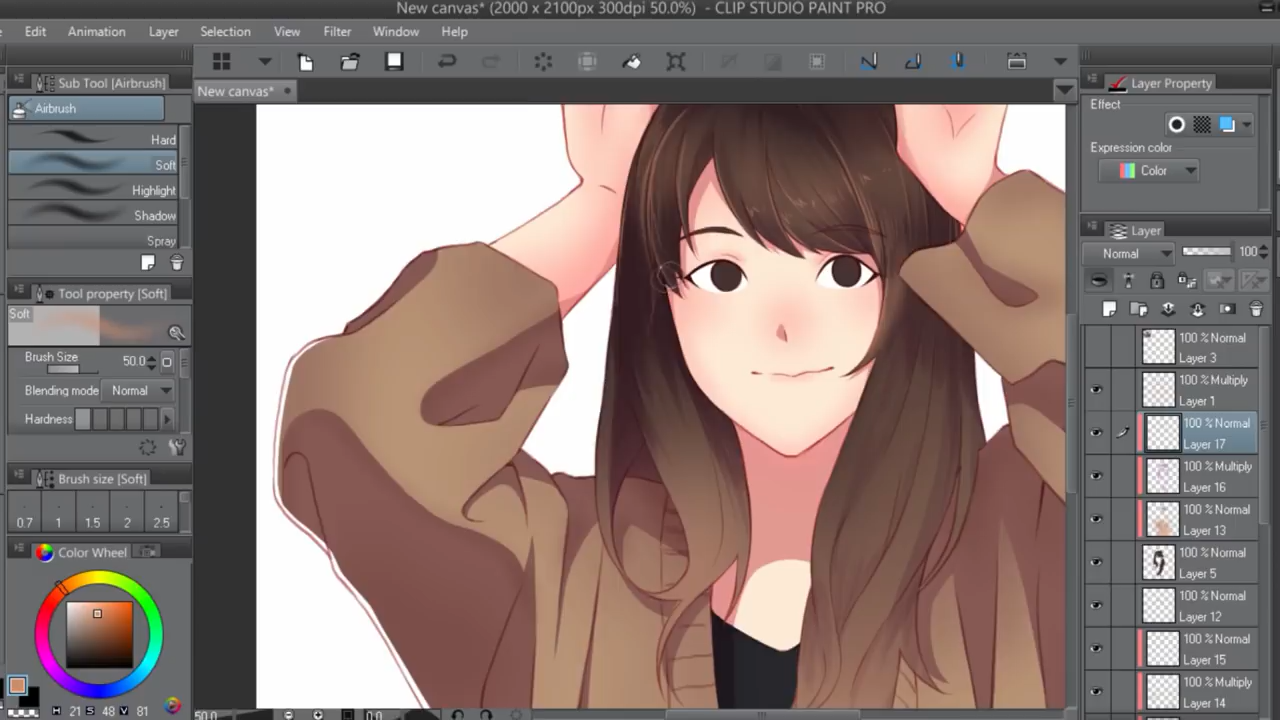 New canvas* (2000 x 2100px 300dpi 50.0%) - CLIP STUDIO PAINT PRO
Edit Animation Layer Selection View Filter Window Help
Sub Tool [Airbrush]
Airbrush
Hard
Soft
Highlight
Shadow
Spray
Tool property [Soft]
Soft
Brush Size 50.0
Blending mode Normal
Hardness
Brush size [Soft]
0.7 1 1.5 2 2.5
Color Wheel
H 21 S 48 V 81
New canvas*
50.0
0.0
Layer Property
Effect
Expression color
Color
Layer
Normal 100
100 % Normal
Layer 3
100 % Multiply
Layer 1
100 % Normal
Layer 17
100 % Multiply
Layer 16
100 % Normal
Layer 13
100 % Normal
Layer 5
100 % Normal
Layer 12
100 % Normal
Layer 15
100 % Multiply
Layer 14